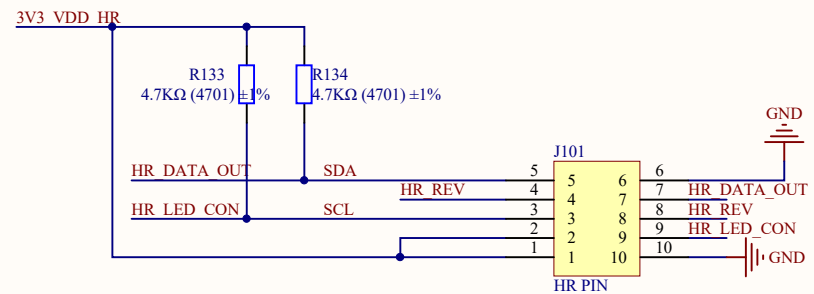 3V3_VDD_HR
R133
4.7KΩ (4701) ±1%
R134
4.7KΩ (4701) ±1%
GND
J101
HR_DATA_OUT SDA 5 5 6 6
HR_REV 4 4 7 7 HR_DATA_OUT
HR_LED_CON SCL 3 3 8 8 HR_REV
2 2 9 9 HR_LED_CON
1 1 10 10 GND
HR PIN